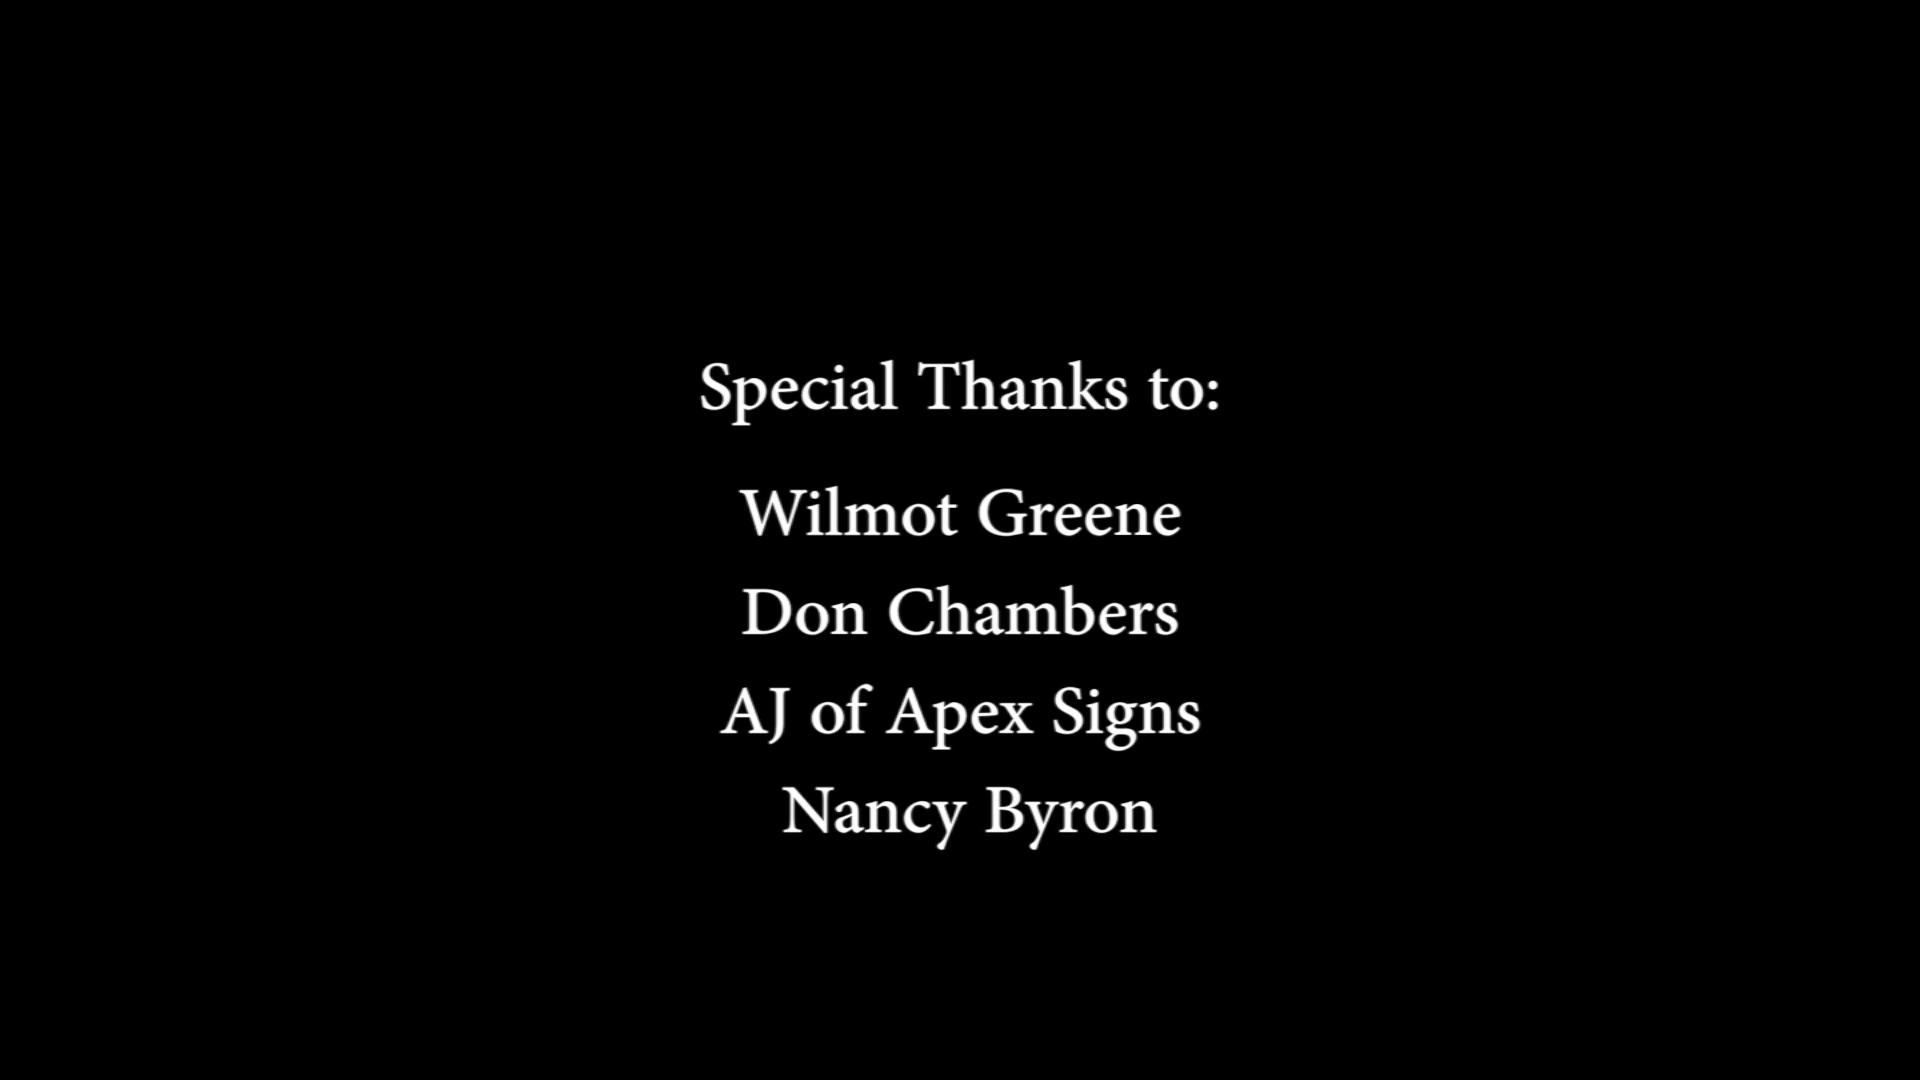 Special Thanks to:
Wilmot Greene
Don Chambers
AJ of Apex Signs
Nancy Byron